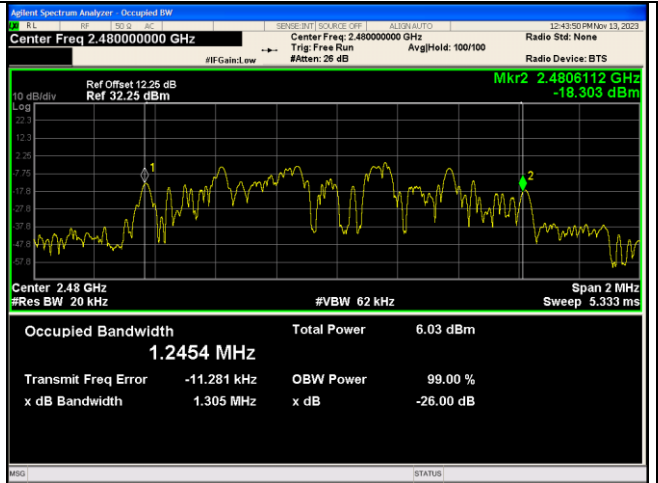 Agilent Spectrum Analyzer - Occupied BW
RL RF 50 Ω AC SENSE:INT SOURCE OFF ALIGN AUTO 12:43:50 PM Nov 13, 2023
Center Freq 2.480000000 GHz Center Freq: 2.480000000 GHz Radio Std: None
Trig: Free Run Avg|Hold: 100/100
#IFGain:Low #Atten: 26 dB Radio Device: BTS
Mkr2 2.4806112 GHz
-18.303 dBm
Ref Offset 12.25 dB
10 dB/div Ref 32.25 dBm
Log
22.3
12.3
2.25
-7.75
-17.8
-27.8
-37.8
-47.8
-57.8
1
2
Center 2.48 GHz Span 2 MHz
#Res BW 20 kHz #VBW 62 kHz Sweep 5.333 ms
Occupied Bandwidth Total Power 6.03 dBm
1.2454 MHz
Transmit Freq Error -11.281 kHz OBW Power 99.00 %
x dB Bandwidth 1.305 MHz x dB -26.00 dB
MSG STATUS